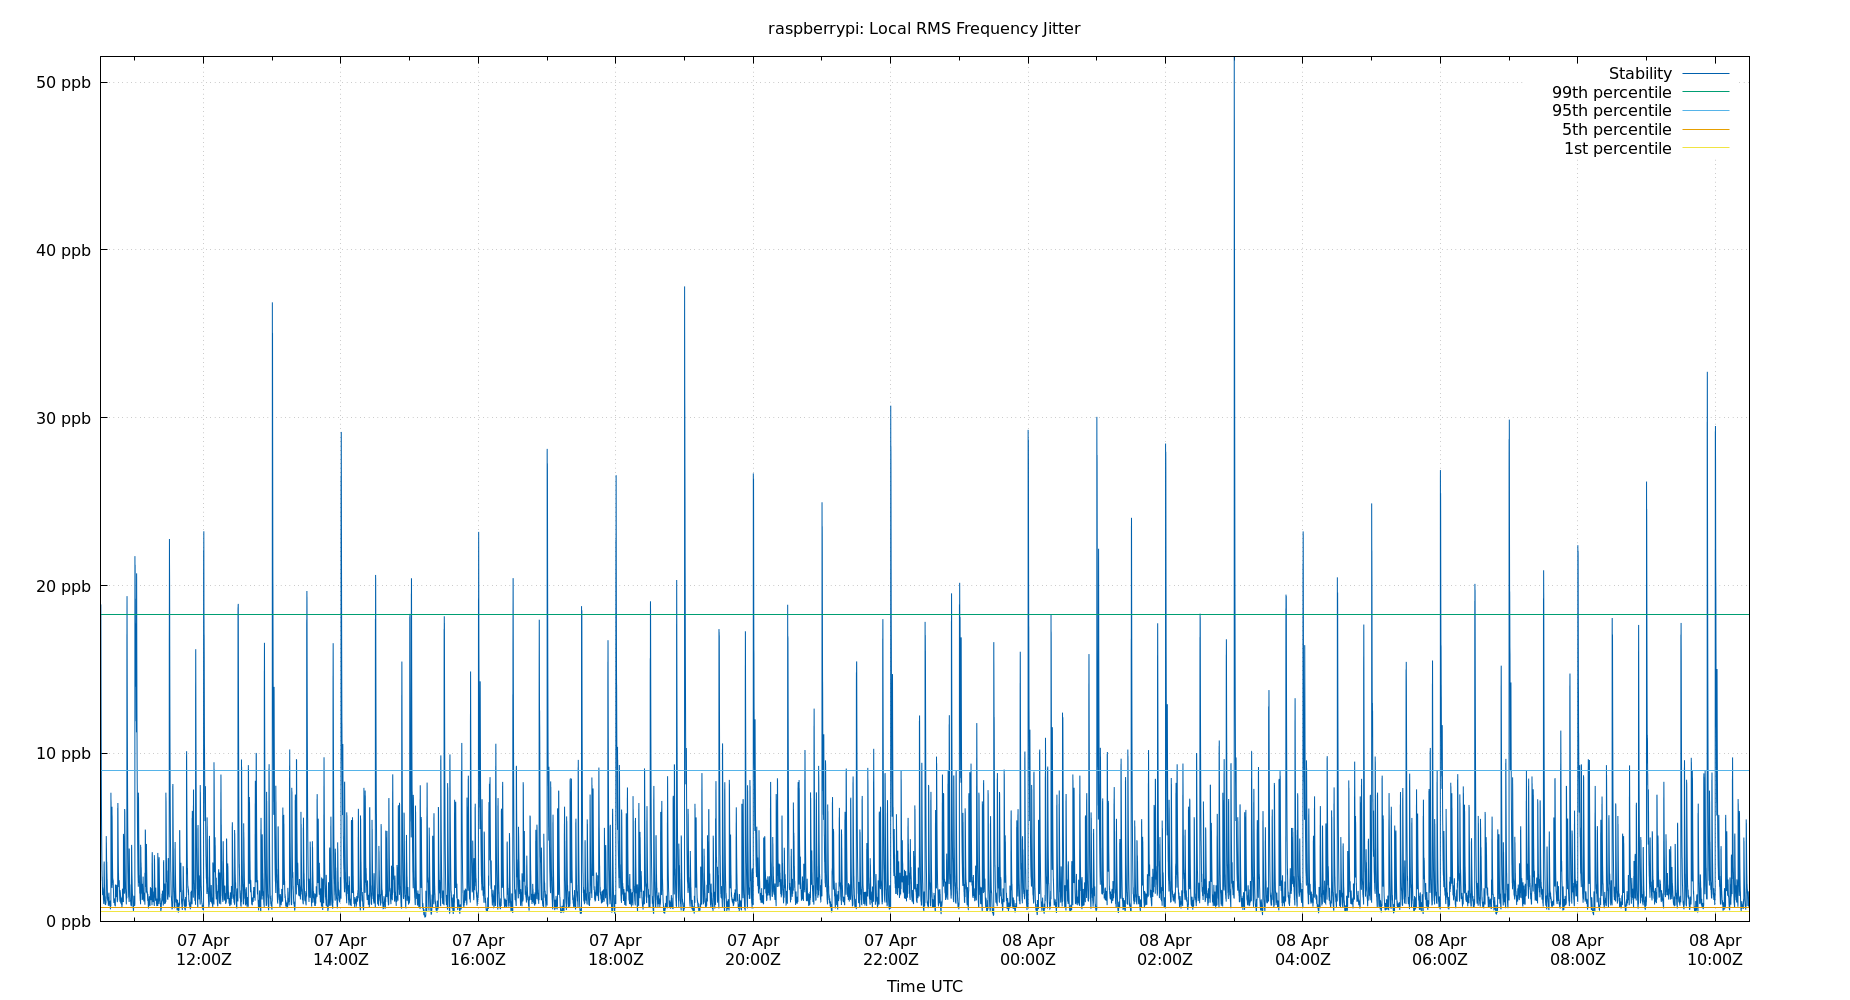 raspberrypi: Local RMS Frequency Jitter
50 ppb
40 ppb
30 ppb
20 ppb
10 ppb
0 ppb
Stability
99th percentile
95th percentile
5th percentile
1st percentile
07 Apr 12:00Z
07 Apr 14:00Z
07 Apr 16:00Z
07 Apr 18:00Z
07 Apr 20:00Z
07 Apr 22:00Z
08 Apr 00:00Z
08 Apr 02:00Z
08 Apr 04:00Z
08 Apr 06:00Z
08 Apr 08:00Z
08 Apr 10:00Z
Time UTC